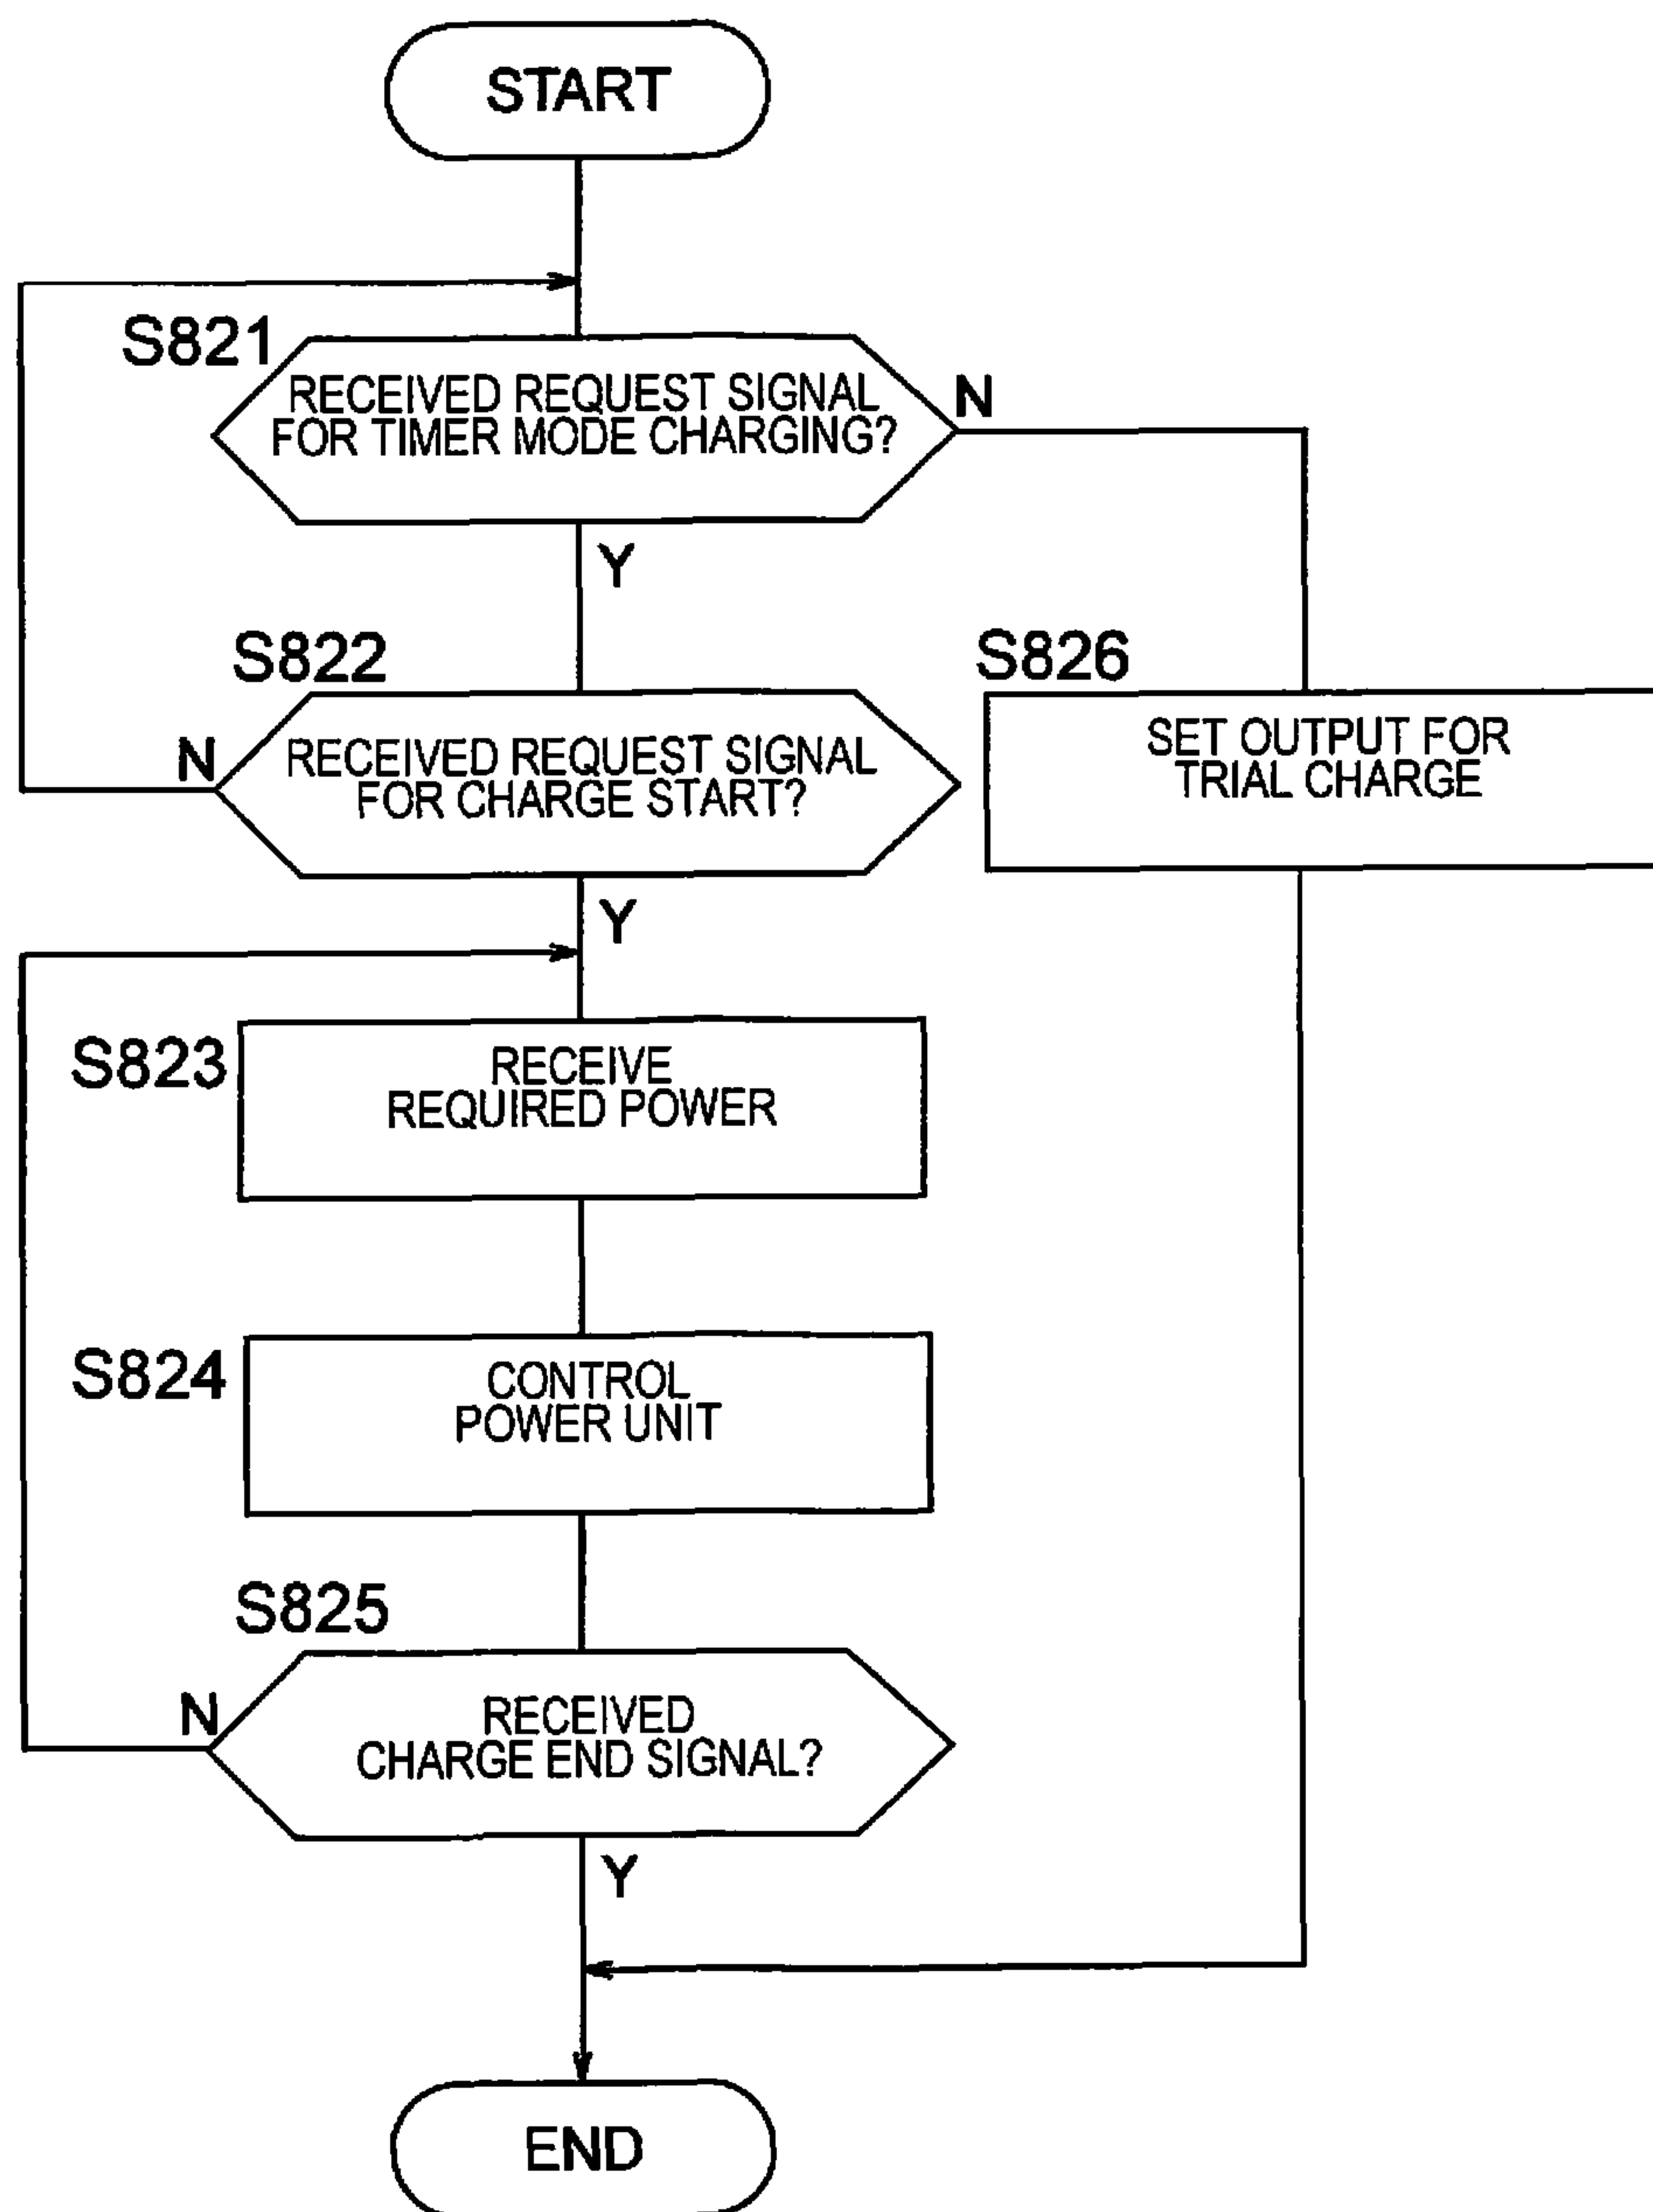 START
S821
RECEIVED REQUEST SIGNAL
FOR TIMER MODE CHARGING?
N
Y
S822
S826
N
RECEIVED REQUEST SIGNAL
FOR CHARGE START?
SET OUTPUT FOR
TRIAL CHARGE
Y
S823
RECEIVE
REQUIRED POWER
S824
CONTROL
POWER UNIT
S825
N
RECEIVED
CHARGE END SIGNAL?
Y
END